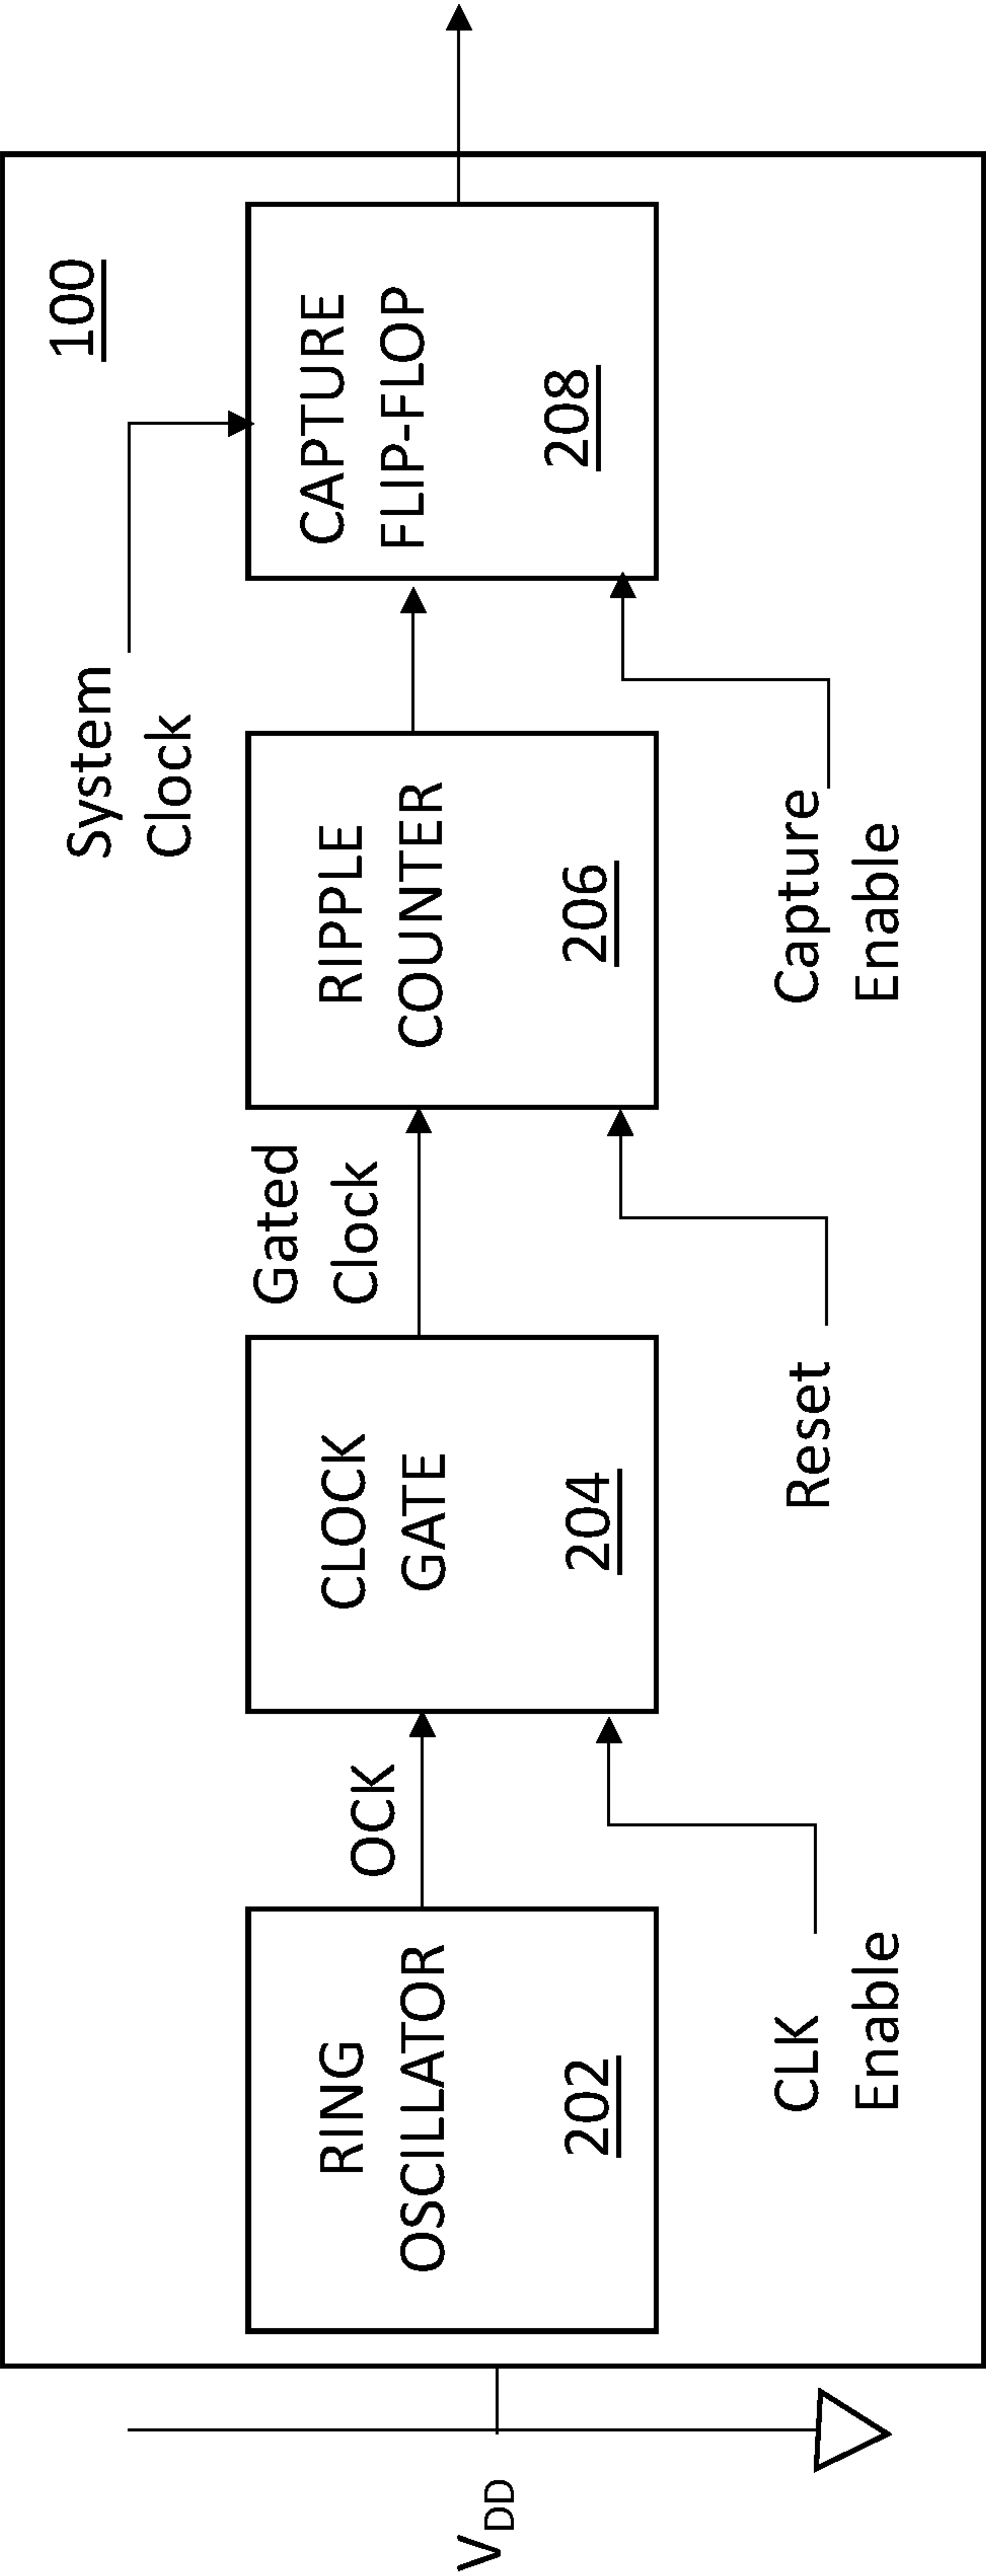 100
System
Clock
V_DD
RING
OSCILLATOR
202
OCK
CLOCK
GATE
204
Gated
Clock
RIPPLE
COUNTER
206
CAPTURE
FLIP-FLOP
208
CLK
Enable
Reset
Capture
Enable